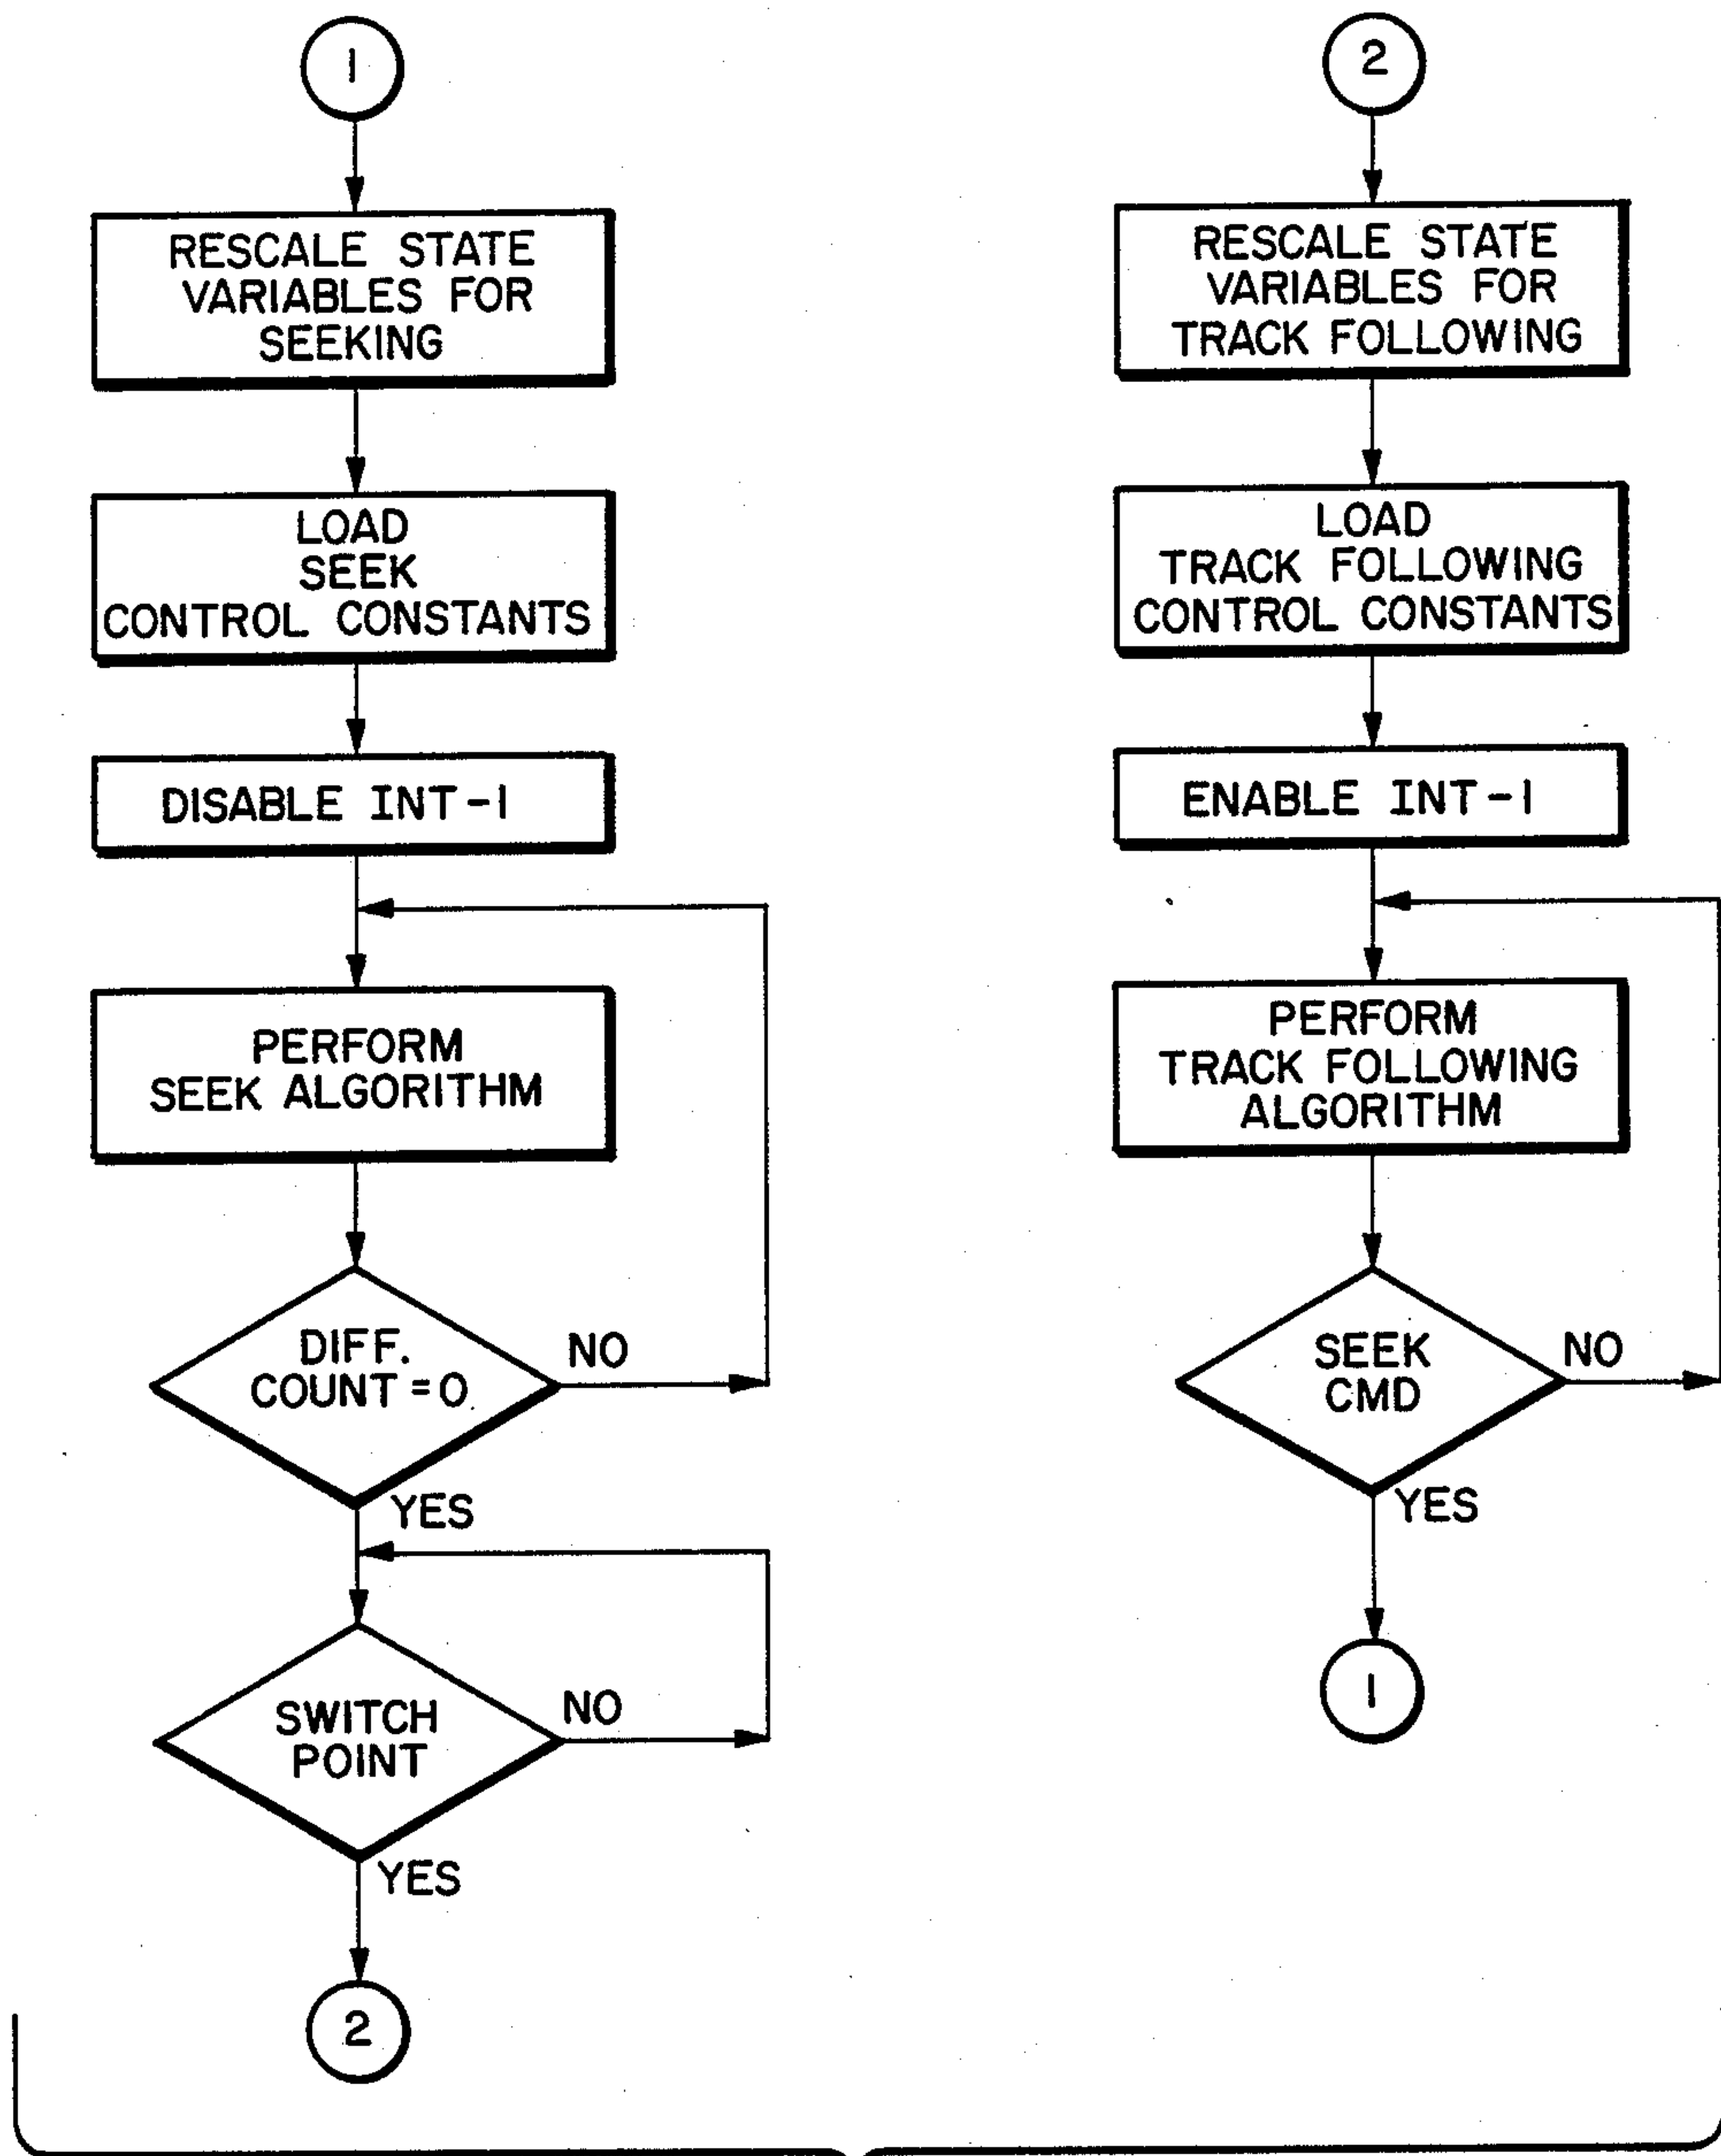 1
RESCALE STATE
VARIABLES FOR
SEEKING
LOAD
SEEK
CONTROL CONSTANTS
DISABLE INT-1
PERFORM
SEEK ALGORITHM
DIFF.
COUNT=0
NO
YES
SWITCH
POINT
NO
YES
2
2
RESCALE STATE
VARIABLES FOR
TRACK FOLLOWING
LOAD
TRACK FOLLOWING
CONTROL CONSTANTS
ENABLE INT-1
PERFORM
TRACK FOLLOWING
ALGORITHM
SEEK
CMD
NO
YES
1